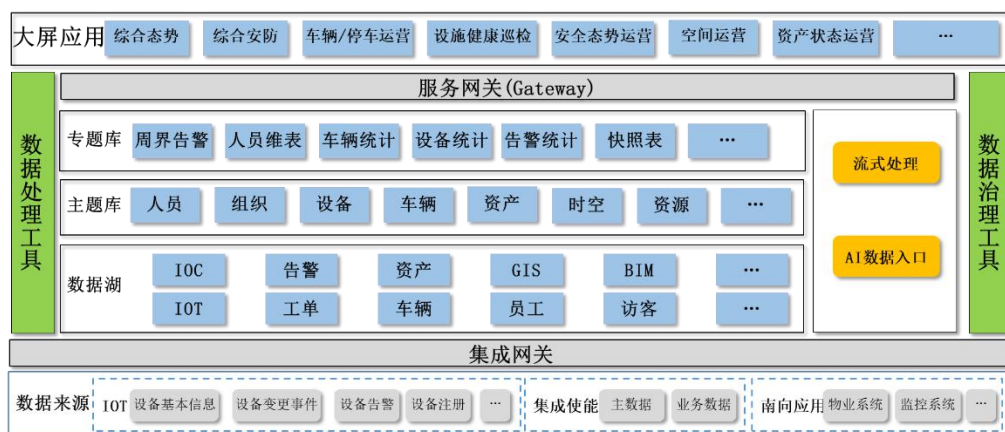 大屏应用 综合态势 综合安防 车辆/停车运营 设施健康巡检 安全态势运营 空间运营 资产状态运营 …
服务网关(Gateway)
数据处理工具
专题库 周界告警 人员维表 车辆统计 设备统计 告警统计 快照表 …
主题库 人员 组织 设备 车辆 资产 时空 资源 …
数据湖
IOC 告警 资产 GIS BIM …
IOT 工单 车辆 员工 访客 …
流式处理
AI数据入口
数据治理工具
集成网关
数据来源 IOT 设备基本信息 设备变更事件 设备告警 设备注册 … 集成使能 主数据 业务数据 南向应用 物业系统 监控系统 …